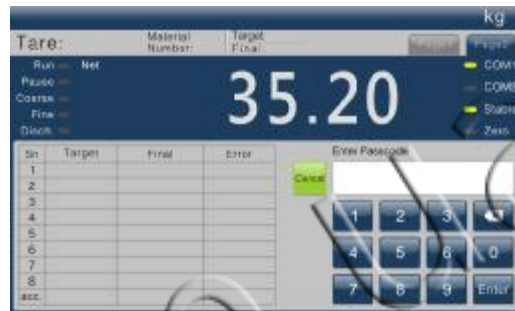 kg
Tare:
Material Number:
Target Final:
Run
Net
Pause
Coarse
Fine
Disch.
35.20
COM1
Stable
Zero
Sn Target Final Error
1
2
3
4
5
6
7
8
acc.
Cancel
Enter Passcode
1 2 3
4 5 6 0
7 8 9 Enter